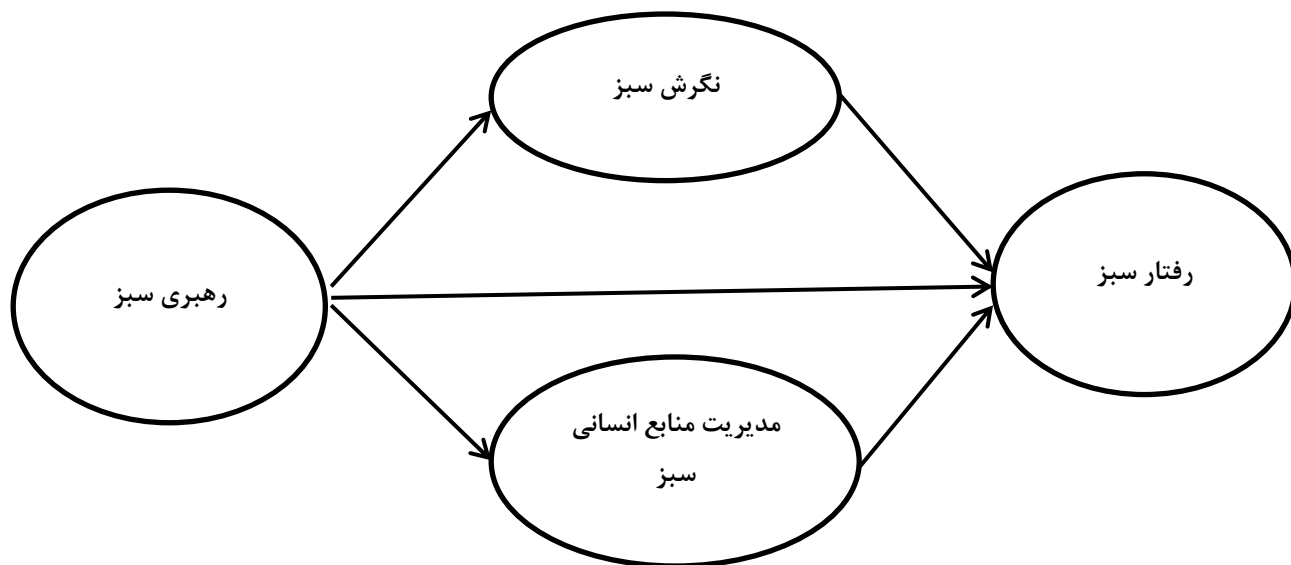 نگرش سبز
رفتار سبز
رهبری سبز
مدیریت منابع انسانی
سبز